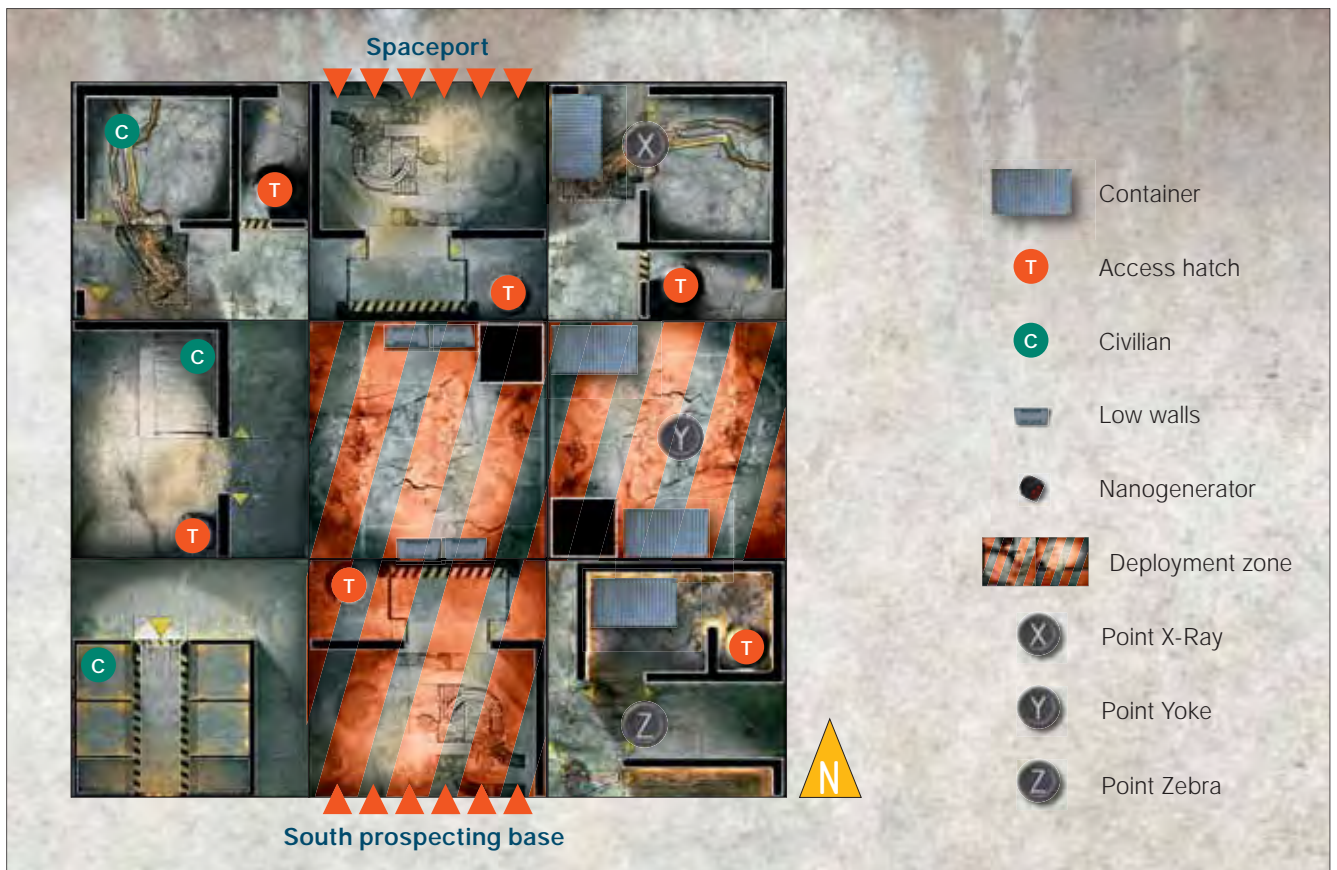 Spaceport
C
T
X
T
T
Container
T
Access hatch
C
Civilian
C
Low walls
Y
T
Nanogenerator
T
Deployment zone
C
T
X
Point X-Ray
Z
Y
Point Yoke
N
Z
Point Zebra
South prospecting base